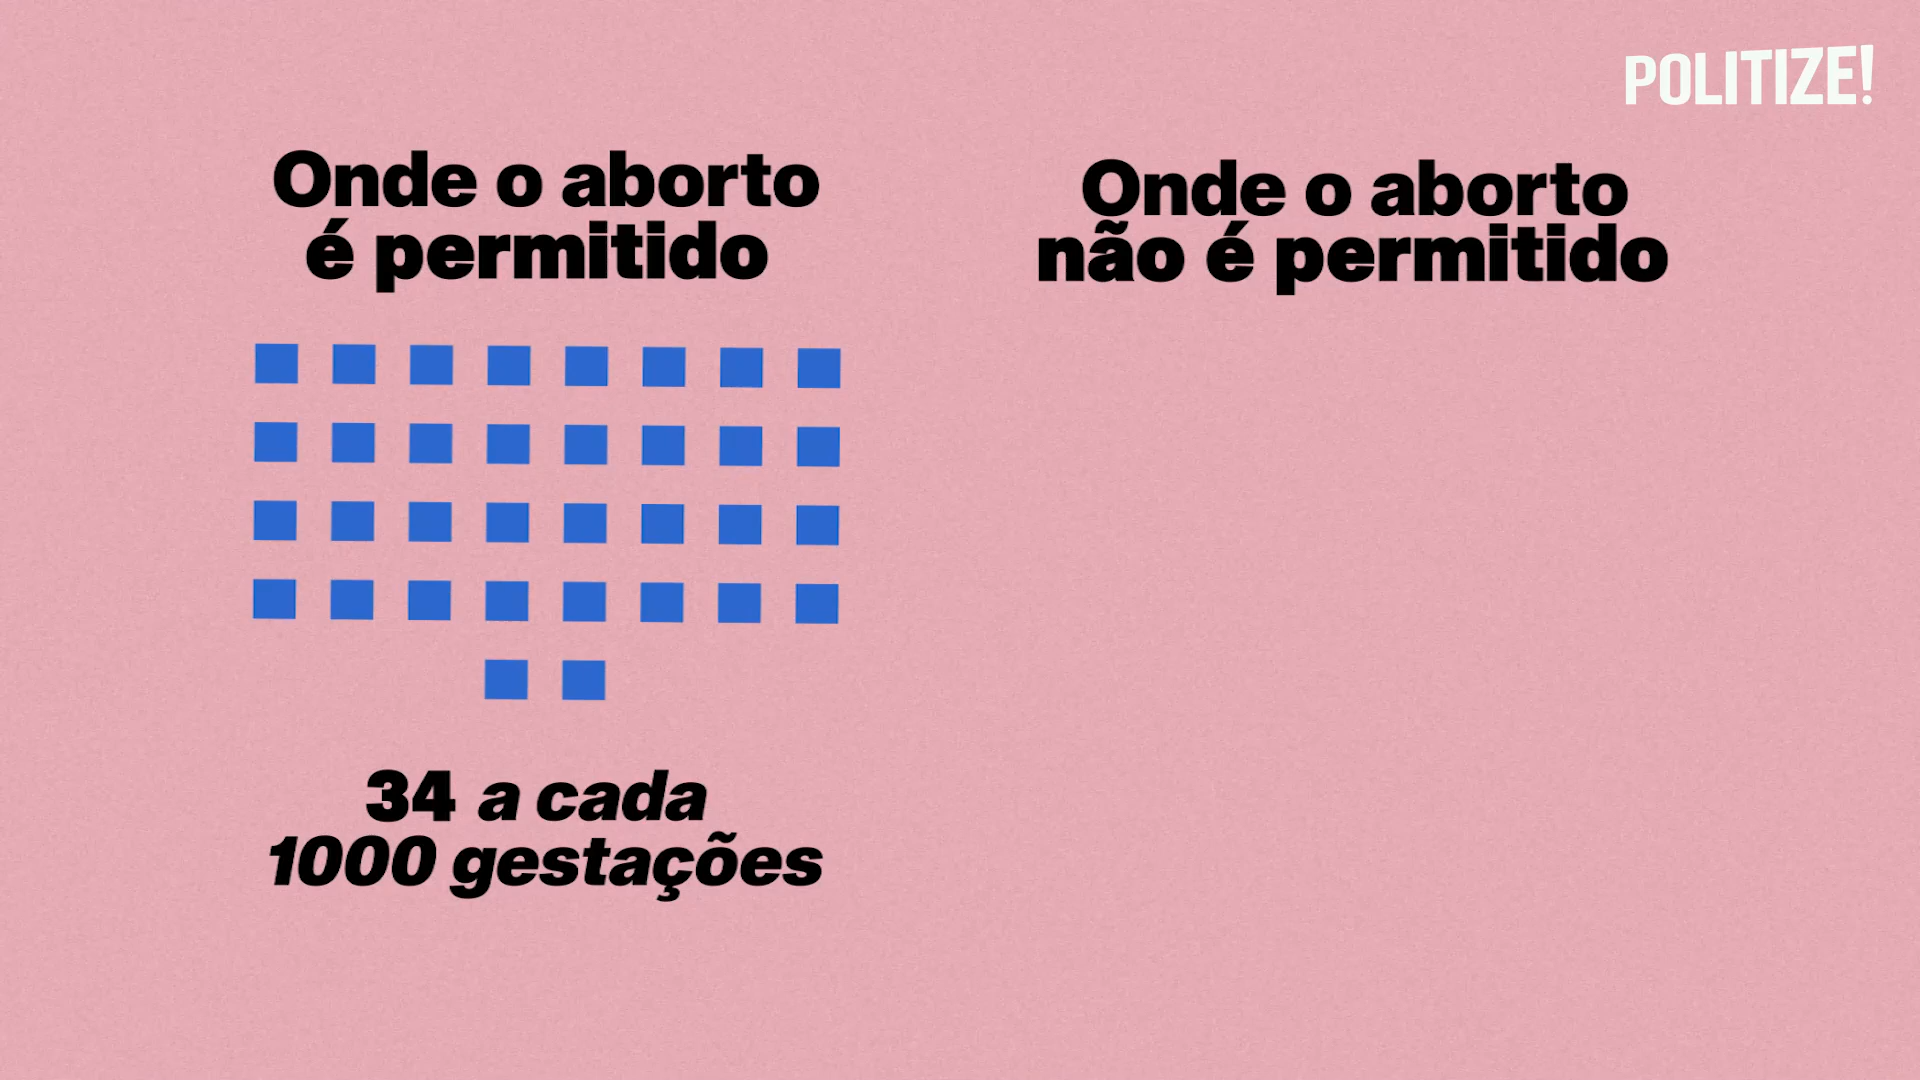 POLITIZE!
Onde o aborto
é permitido
34 a cada
1000 gestações
Onde o aborto
não é permitido